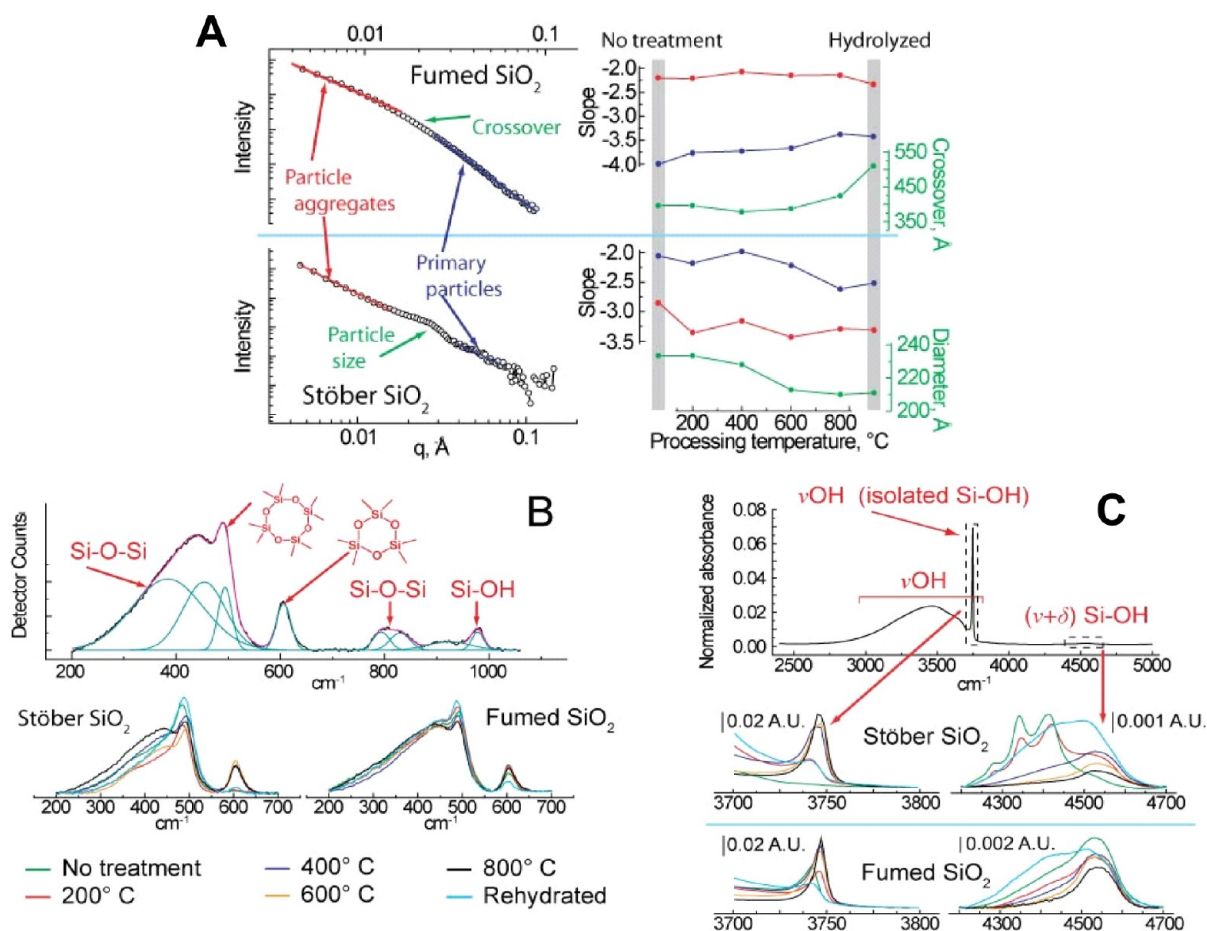 A
0.01 0.1
Fumed SiO2
Intensity
Crossover
Particle
aggregates
Primary
particles
Intensity
Particle
size
Stöber SiO2
0.01 0.1
q, Å
No treatment Hydrolyzed
Slope
-2.0
-2.5
-3.0
-3.5
-4.0
550
450
350
Crossover, Å
Slope
-2.0
-2.5
-3.0
-3.5
240
220
200
Diameter, Å
200 400 600 800
Processing temperature, °C
B
Detector Counts
Si-O-Si
Si O Si O Si O Si O
Si O Si O Si O
Si-O-Si
Si-OH
200 400 600 800 1000
cm-1
Stöber SiO2
Fumed SiO2
200 300 400 500 600 700
cm-1
200 300 400 500 600 700
cm-1
No treatment
400° C
800° C
200° C
600° C
Rehydrated
C
νOH (isolated Si-OH)
νOH
(ν+δ) Si-OH
Normalized absorbance
0.08
0.06
0.04
0.02
0.00
2500 3000 3500 4000 4500 5000
cm-1
0.02 A.U.
Stöber SiO2
0.001 A.U.
3700 3750 3800
4300 4500 4700
0.02 A.U.
0.002 A.U.
Fumed SiO2
3700 3750 3800
4300 4500 4700